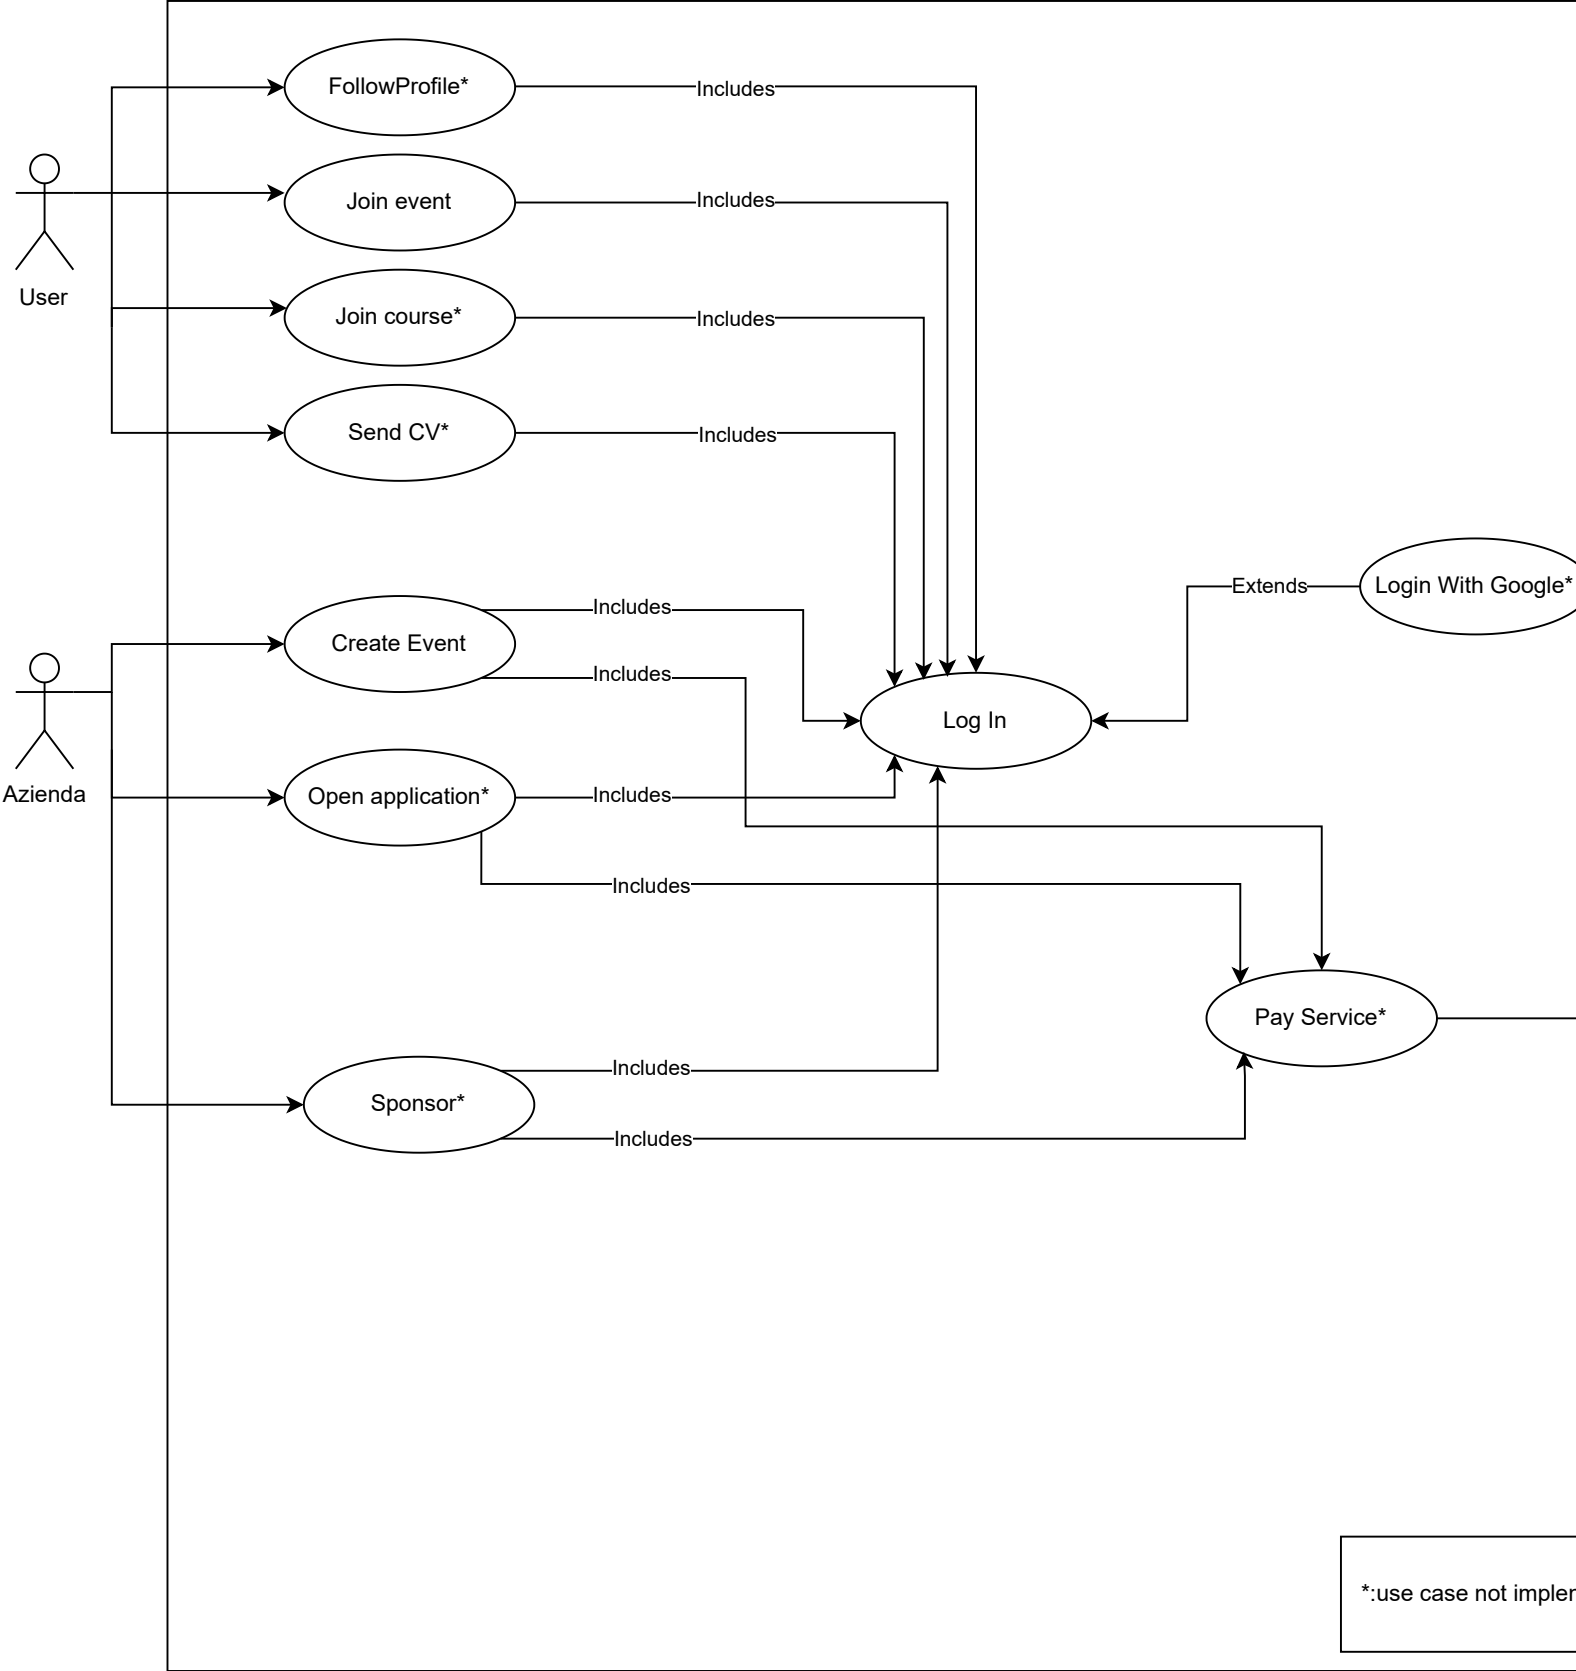 FollowProfile*
Includes
Join event
Includes
User
Join course*
Includes
Send CV*
Includes
Extends
Login With Google*
Create Event
Includes
Includes
Log In
Azienda
Open application*
Includes
Includes
Pay Service*
Sponsor*
Includes
Includes
*:use case not